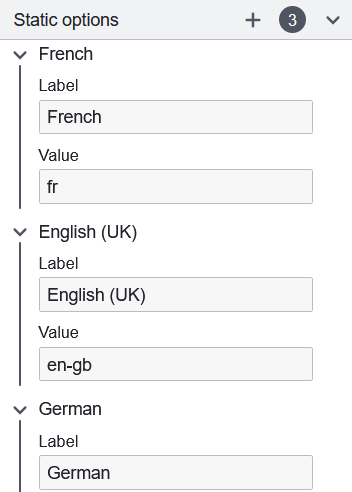 Static options 3
French
Label
French
Value
fr
English (UK)
Label
English (UK)
Value
en-gb
German
Label
German